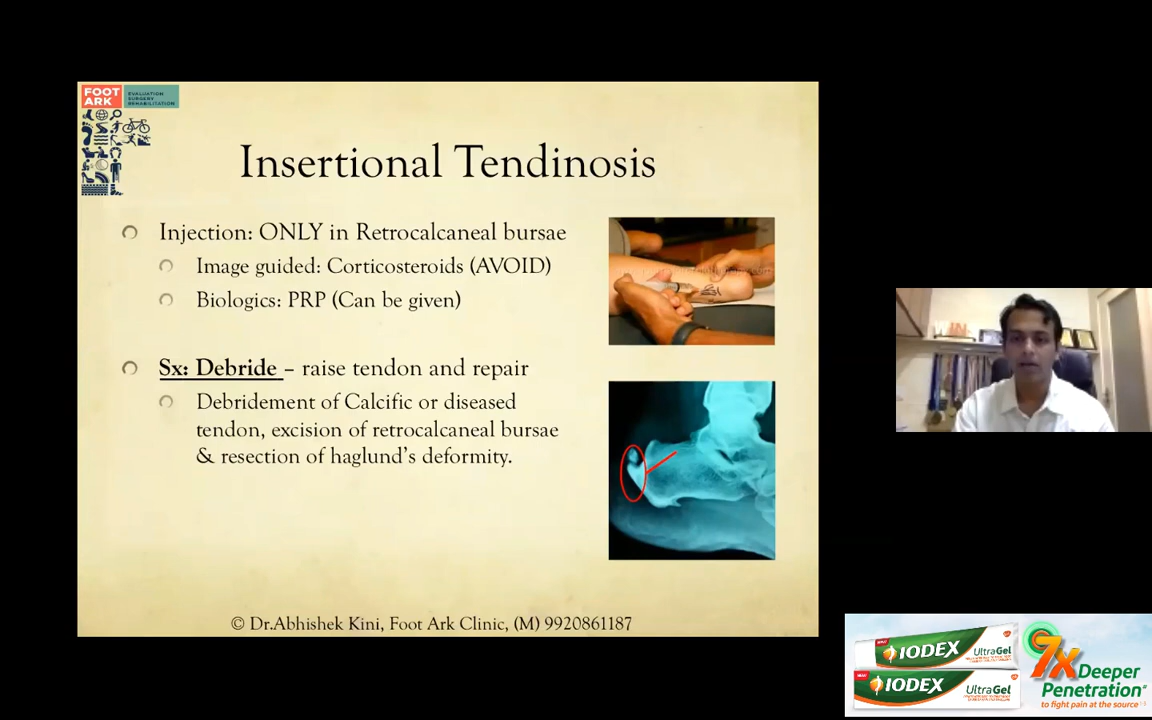 FOOT
ARK
EVALUATION
SURGERY
REHABILITATION
Insertional Tendinosis
Injection: ONLY in Retrocalcaneal bursae
Image guided: Corticosteroids (AVOID)
Biologics: PRP (Can be given)
Sx: Debride – raise tendon and repair
Debridement of Calcific or diseased
tendon, excision of retrocalcaneal bursae
& resection of haglund's deformity.
© Dr.Abhishek Kini, Foot Ark Clinic, (M) 9920861187
IODEX
UltraGel
IODEX
UltraGel
7x
Deeper
Penetration*
to fight pain at the source